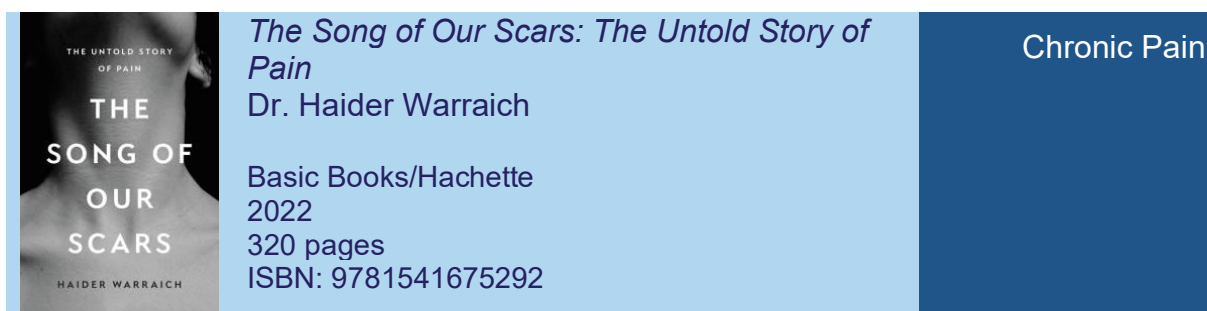 THE UNTOLD STORY
OF PAIN
THE
SONG OF
OUR
SCARS
HAIDER WARRAICH
The Song of Our Scars: The Untold Story of
Pain
Dr. Haider Warraich
Basic Books/Hachette
2022
320 pages
ISBN: 9781541675292
Chronic Pain